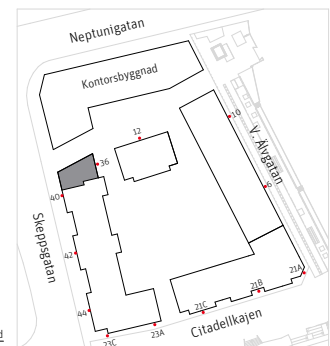 Neptunigatan
Kontorsbyggnad
12
10
V. Älvgatan
36
40
6
Skeppsgatan
42
21A
21B
21C
44
Citadellkajen
23A
23C